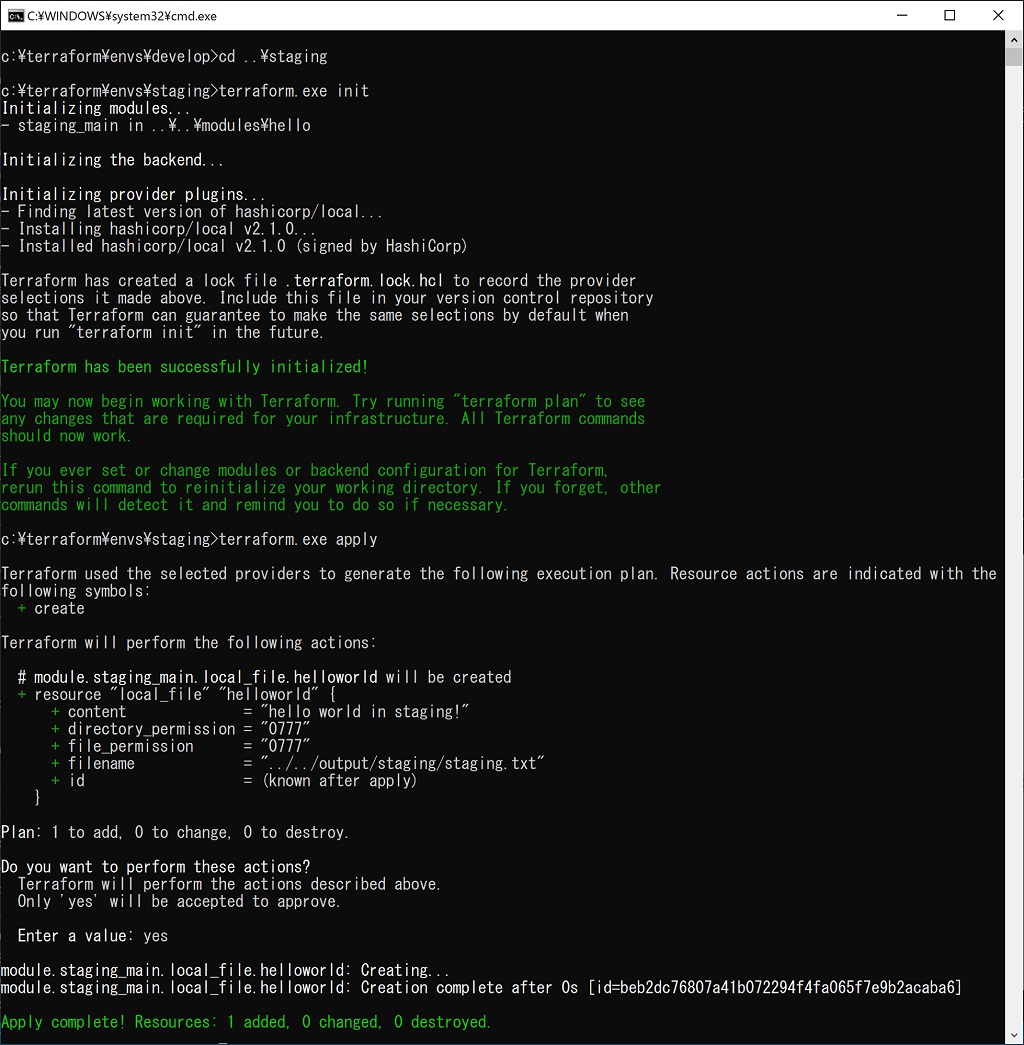 C:¥WINDOWS¥system32¥cmd.exe
c:¥terraform¥envs¥develop>cd ..¥staging
c:¥terraform¥envs¥staging>terraform.exe init
Initializing modules...
- staging_main in ..¥..¥modules¥hello
Initializing the backend...
Initializing provider plugins...
- Finding latest version of hashicorp/local...
- Installing hashicorp/local v2.1.0...
- Installed hashicorp/local v2.1.0 (signed by HashiCorp)
Terraform has created a lock file .terraform.lock.hcl to record the provider
selections it made above. Include this file in your version control repository
so that Terraform can guarantee to make the same selections by default when
you run "terraform init" in the future.
Terraform has been successfully initialized!
You may now begin working with Terraform. Try running "terraform plan" to see
any changes that are required for your infrastructure. All Terraform commands
should now work.
If you ever set or change modules or backend configuration for Terraform,
rerun this command to reinitialize your working directory. If you forget, other
commands will detect it and remind you to do so if necessary.
c:¥terraform¥envs¥staging>terraform.exe apply
Terraform used the selected providers to generate the following execution plan. Resource actions are indicated with the
following symbols:
+ create
Terraform will perform the following actions:
# module.staging_main.local_file.helloworld will be created
+ resource "local_file" "helloworld" {
+ content = "hello world in staging!"
+ directory_permission = "0777"
+ file_permission = "0777"
+ filename = "../../output/staging/staging.txt"
+ id = (known after apply)
}
Plan: 1 to add, 0 to change, 0 to destroy.
Do you want to perform these actions?
Terraform will perform the actions described above.
Only 'yes' will be accepted to approve.
Enter a value: yes
module.staging_main.local_file.helloworld: Creating...
module.staging_main.local_file.helloworld: Creation complete after 0s [id=beb2dc76807a41b072294f4fa065f7e9b2acaba6]
Apply complete! Resources: 1 added, 0 changed, 0 destroyed.